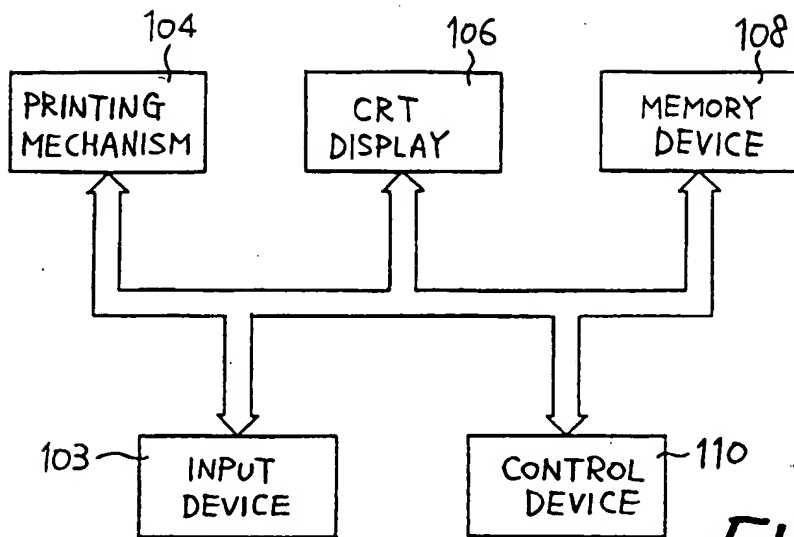 104
106
108
PRINTING
MECHANISM
CRT
DISPLAY
MEMORY
DEVICE
103
INPUT
DEVICE
CONTROL
DEVICE
110